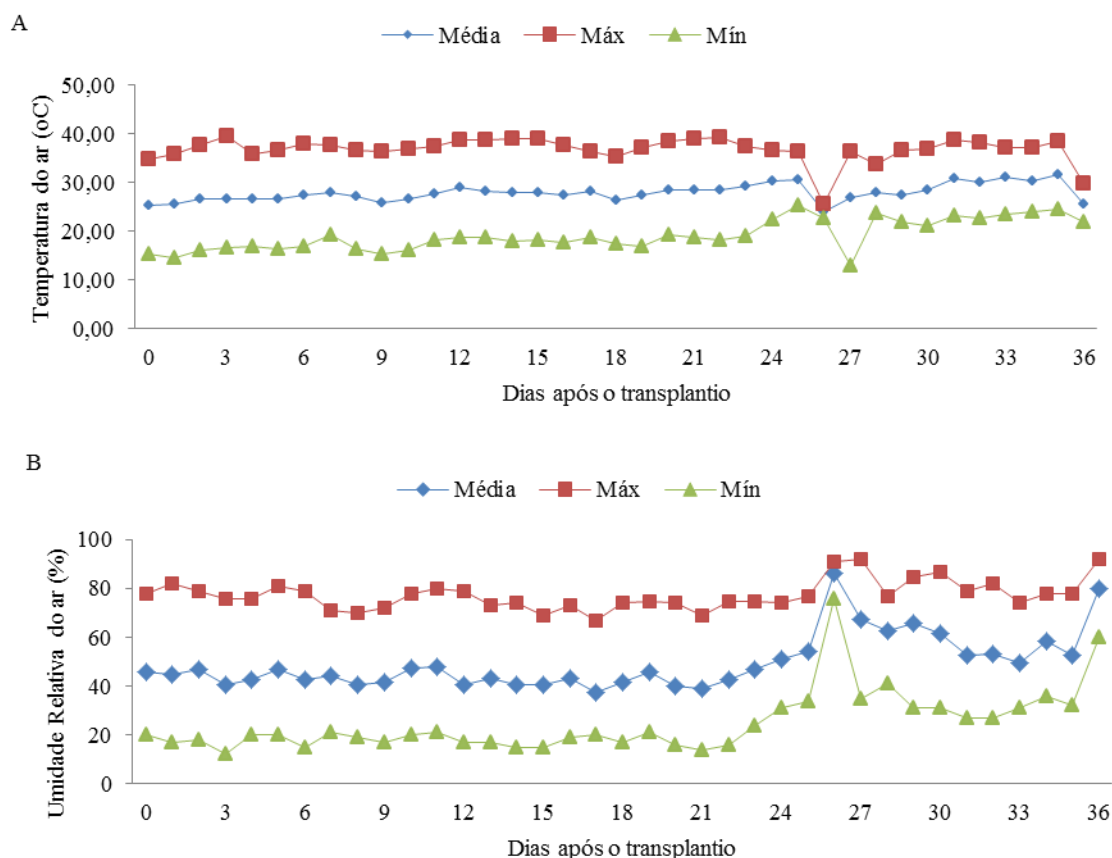 A
Média Máx Mín
Temperatura do ar (oC)
50,00
40,00
30,00
20,00
10,00
0,00
0 3 6 9 12 15 18 21 24 27 30 33 36
Dias após o transplantio
B
Média Máx Mín
Umidade Relativa do ar (%)
100
80
60
40
20
0
0 3 6 9 12 15 18 21 24 27 30 33 36
Dias após o transplantio